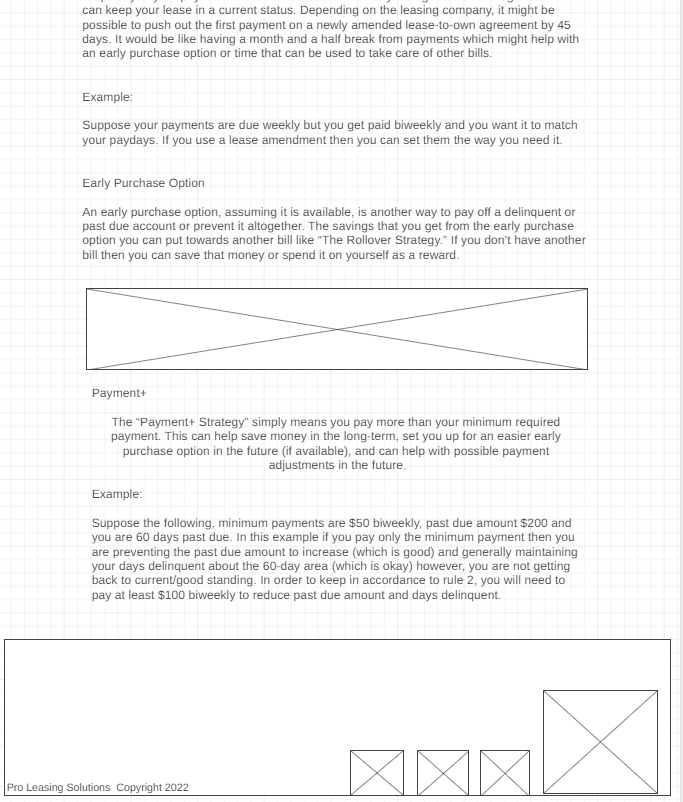 can keep your lease in a current status. Depending on the leasing company, it might be
possible to push out the first payment on a newly amended lease-to-own agreement by 45
days. It would be like having a month and a half break from payments which might help with
an early purchase option or time that can be used to take care of other bills.
Example:
Suppose your payments are due weekly but you get paid biweekly and you want it to match
your paydays. If you use a lease amendment then you can set them the way you need it.
Early Purchase Option
An early purchase option, assuming it is available, is another way to pay off a delinquent or
past due account or prevent it altogether. The savings that you get from the early purchase
option you can put towards another bill like “The Rollover Strategy.” If you don’t have another
bill then you can save that money or spend it on yourself as a reward.
Payment+
The “Payment+ Strategy” simply means you pay more than your minimum required
payment. This can help save money in the long-term, set you up for an easier early
purchase option in the future (if available), and can help with possible payment
adjustments in the future.
Example:
Suppose the following, minimum payments are $50 biweekly, past due amount $200 and
you are 60 days past due. In this example if you pay only the minimum payment then you
are preventing the past due amount to increase (which is good) and generally maintaining
your days delinquent about the 60-day area (which is okay) however, you are not getting
back to current/good standing. In order to keep in accordance to rule 2, you will need to
pay at least $100 biweekly to reduce past due amount and days delinquent.
Pro Leasing Solutions  Copyright 2022